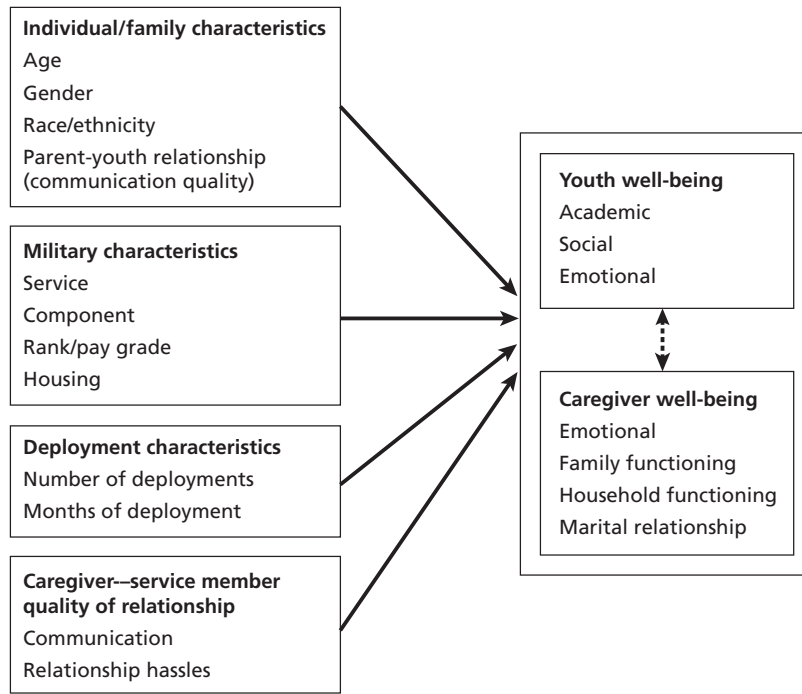 Individual/family characteristics
Age
Gender
Race/ethnicity
Parent-youth relationship
(communication quality)
Military characteristics
Service
Component
Rank/pay grade
Housing
Deployment characteristics
Number of deployments
Months of deployment
Caregiver-–service member
quality of relationship
Communication
Relationship hassles
Youth well-being
Academic
Social
Emotional
Caregiver well-being
Emotional
Family functioning
Household functioning
Marital relationship